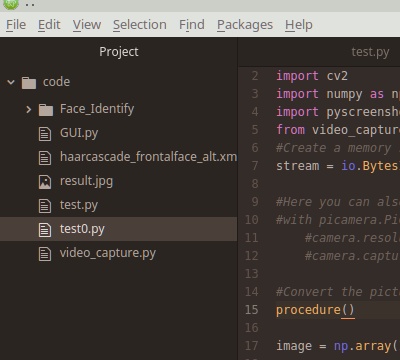 File Edit View Selection Find Packages Help
Project
test.py
code
Face_Identify
GUI.py
haarcascade_frontalface_alt.xm
result.jpg
test.py
test0.py
video_capture.py
2 import cv2
3 import numpy as n
4 import pyscreensh
5 from video_captur
6 #Create a memory
7 stream = io.Bytes
8
9 #Here you can als
10 #with picamera.Pi
11 #camera.resol
12 #camera.captu
13
14 #Convert the pict
15 procedure()
16
17 image = np.array(